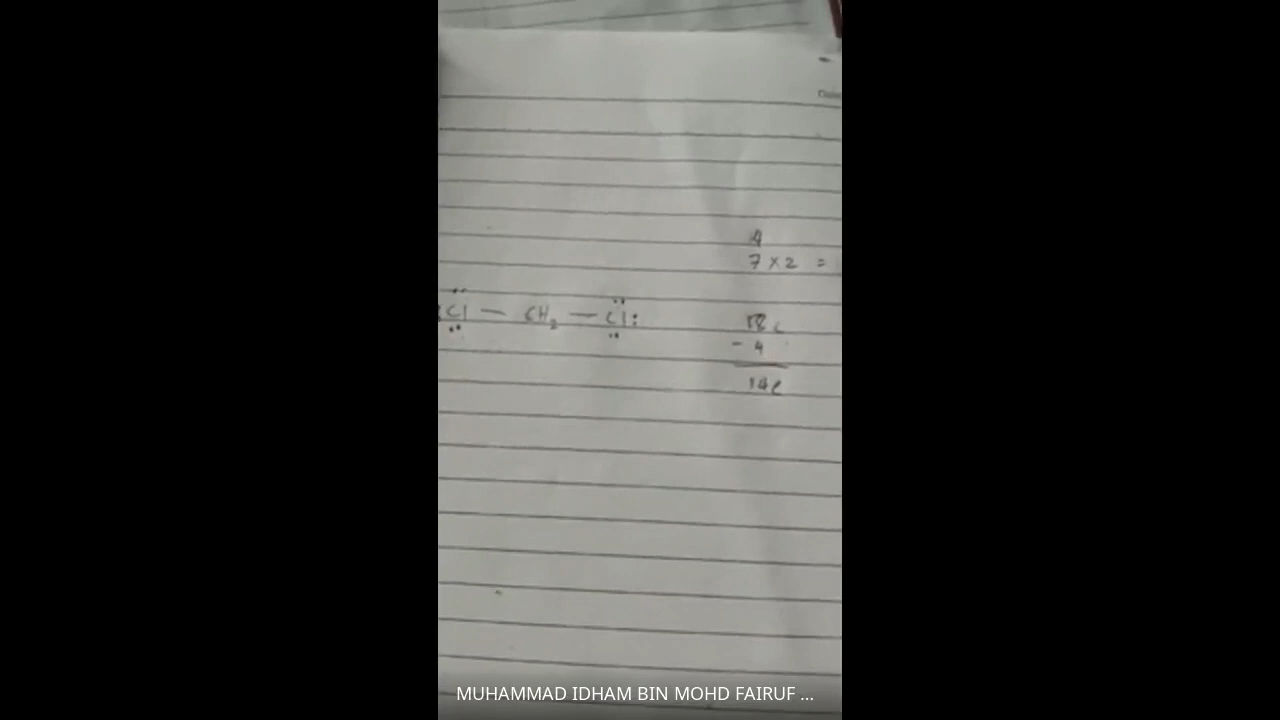 4
7 x 2 =
Cl — CH₂ — Cl:
18e
- 4
14e
MUHAMMAD IDHAM BIN MOHD FAIRUF ...